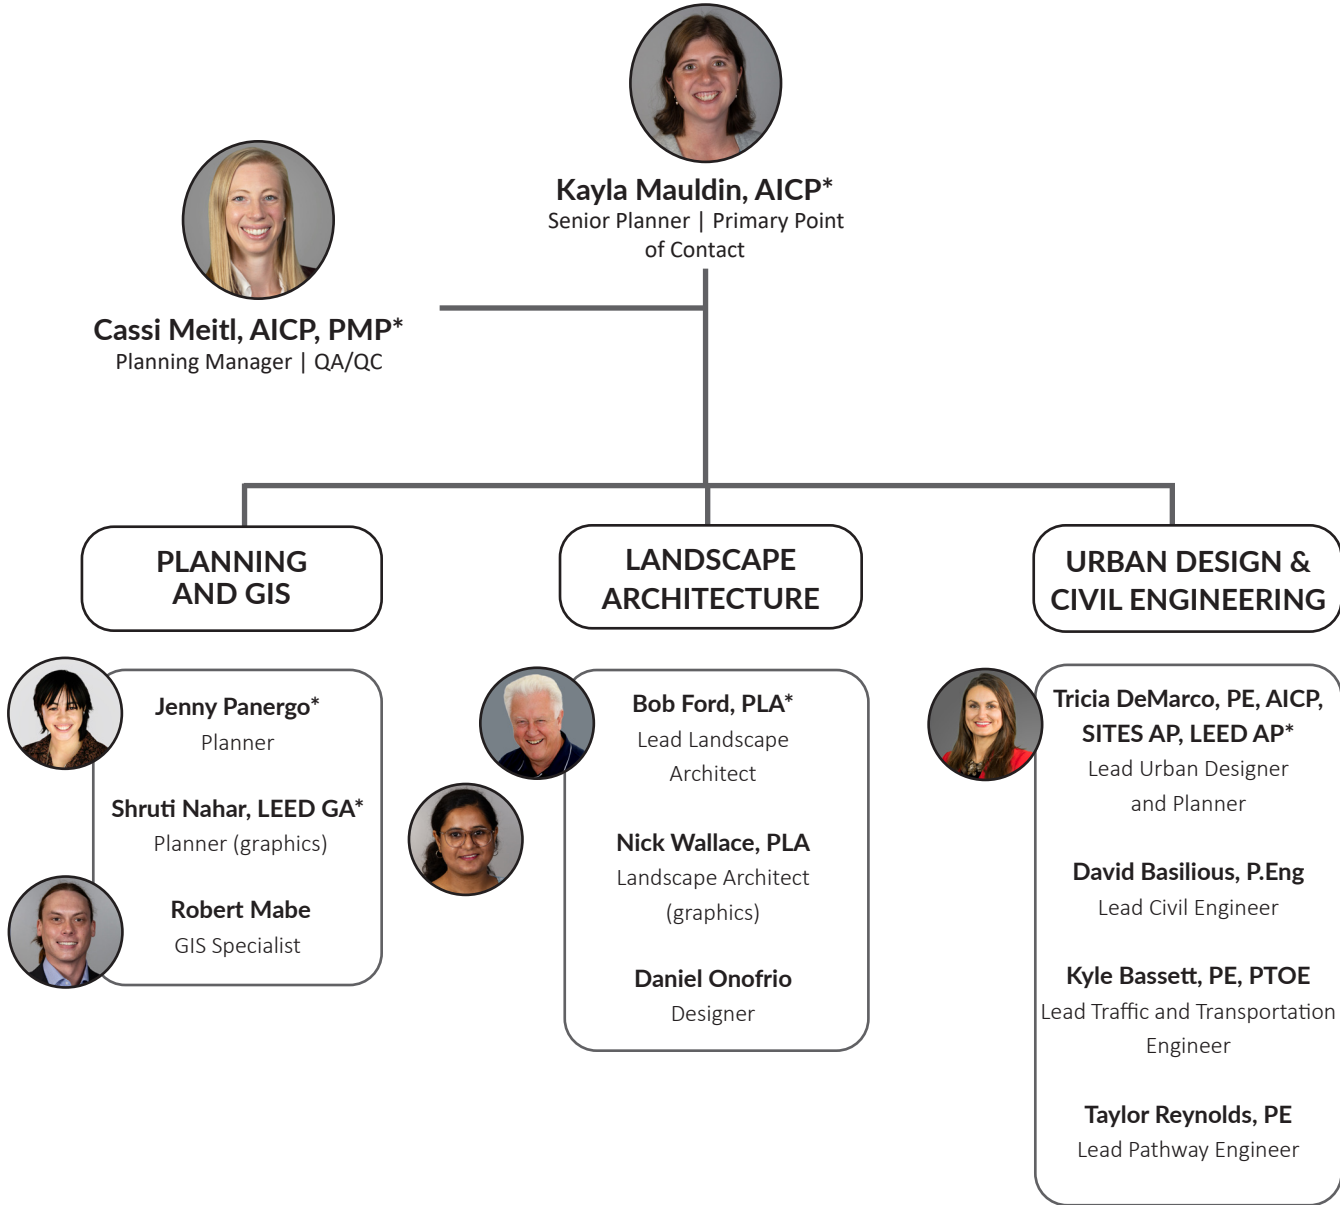 Kayla Mauldin, AICP*
Senior Planner | Primary Point
of Contact
Cassi Meitl, AICP, PMP*
Planning Manager | QA/QC
PLANNING
AND GIS
Jenny Panergo*
Planner
Shruti Nahar, LEED GA*
Planner (graphics)
Robert Mabe
GIS Specialist
LANDSCAPE
ARCHITECTURE
Bob Ford, PLA*
Lead Landscape
Architect
Nick Wallace, PLA
Landscape Architect
(graphics)
Daniel Onofrio
Designer
URBAN DESIGN &
CIVIL ENGINEERING
Tricia DeMarco, PE, AICP,
SITES AP, LEED AP*
Lead Urban Designer
and Planner
David Basilious, P.Eng
Lead Civil Engineer
Kyle Bassett, PE, PTOE
Lead Traffic and Transportation
Engineer
Taylor Reynolds, PE
Lead Pathway Engineer